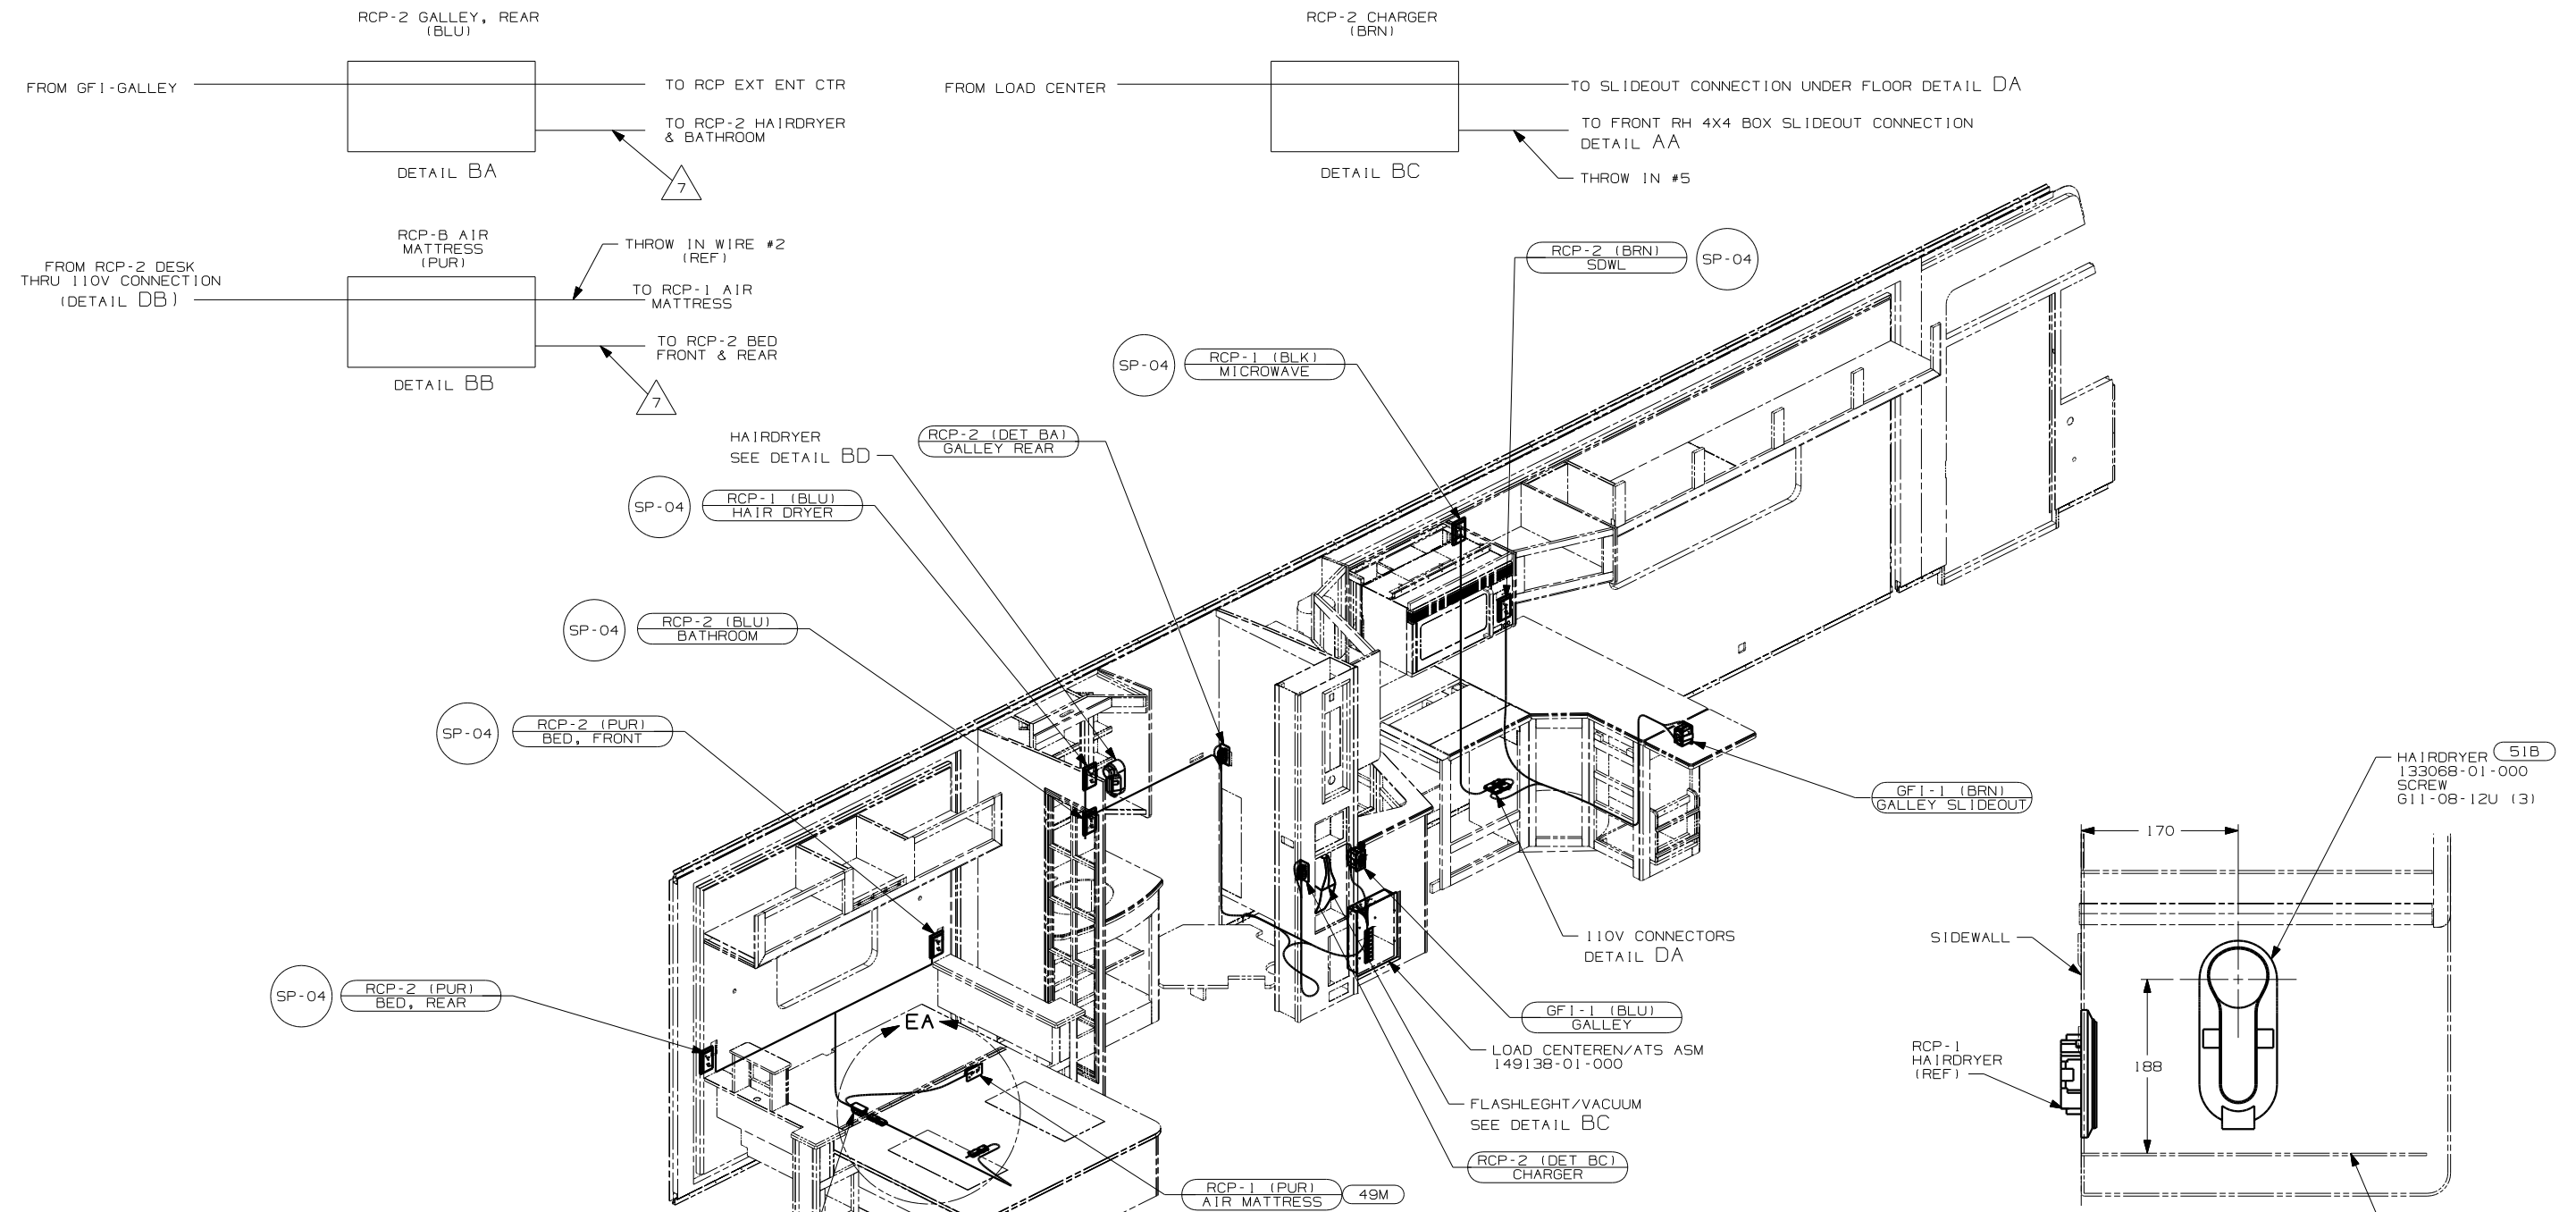 RCP-2 GALLEY, REAR
(BLU)
FROM GFI-GALLEY
TO RCP EXT ENT CTR
TO RCP-2 HAIRDRYER
& BATHROOM
DETAIL BA
7
RCP-2 CHARGER
(BRN)
FROM LOAD CENTER
TO SLIDEOUT CONNECTION UNDER FLOOR DETAIL DA
TO FRONT RH 4X4 BOX SLIDEOUT CONNECTION
DETAIL AA
DETAIL BC
THROW IN #5
RCP-B AIR
MATTRESS
(PUR)
THROW IN WIRE #2
(REF)
FROM RCP-2 DESK
THRU 110V CONNECTION
(DETAIL DB)
TO RCP-1 AIR
MATTRESS
TO RCP-2 BED
FRONT & REAR
DETAIL BB
7
RCP-2 (BRN)
SDWL
SP-04
SP-04
RCP-1 (BLK)
MICROWAVE
HAIRDRYER
SEE DETAIL BD
RCP-2 (DET BA)
GALLEY REAR
SP-04
RCP-1 (BLU)
HAIR DRYER
SP-04
RCP-2 (BLU)
BATHROOM
SP-04
RCP-2 (PUR)
BED, FRONT
SP-04
RCP-2 (PUR)
BED, REAR
EA
GFI-1 (BRN)
GALLEY SLIDEOUT
110V CONNECTORS
DETAIL DA
GFI-1 (BLU)
GALLEY
LOAD CENTEREN/ATS ASM
149138-01-000
FLASHLEGHT/VACUUM
SEE DETAIL BC
RCP-2 (DET BC)
CHARGER
RCP-1 (PUR)
AIR MATTRESS
49M
HAIRDRYER 51B
133068-01-000
SCREW
G11-08-12U (3)
170
SIDEWALL
188
RCP-1
HAIRDRYER
(REF)